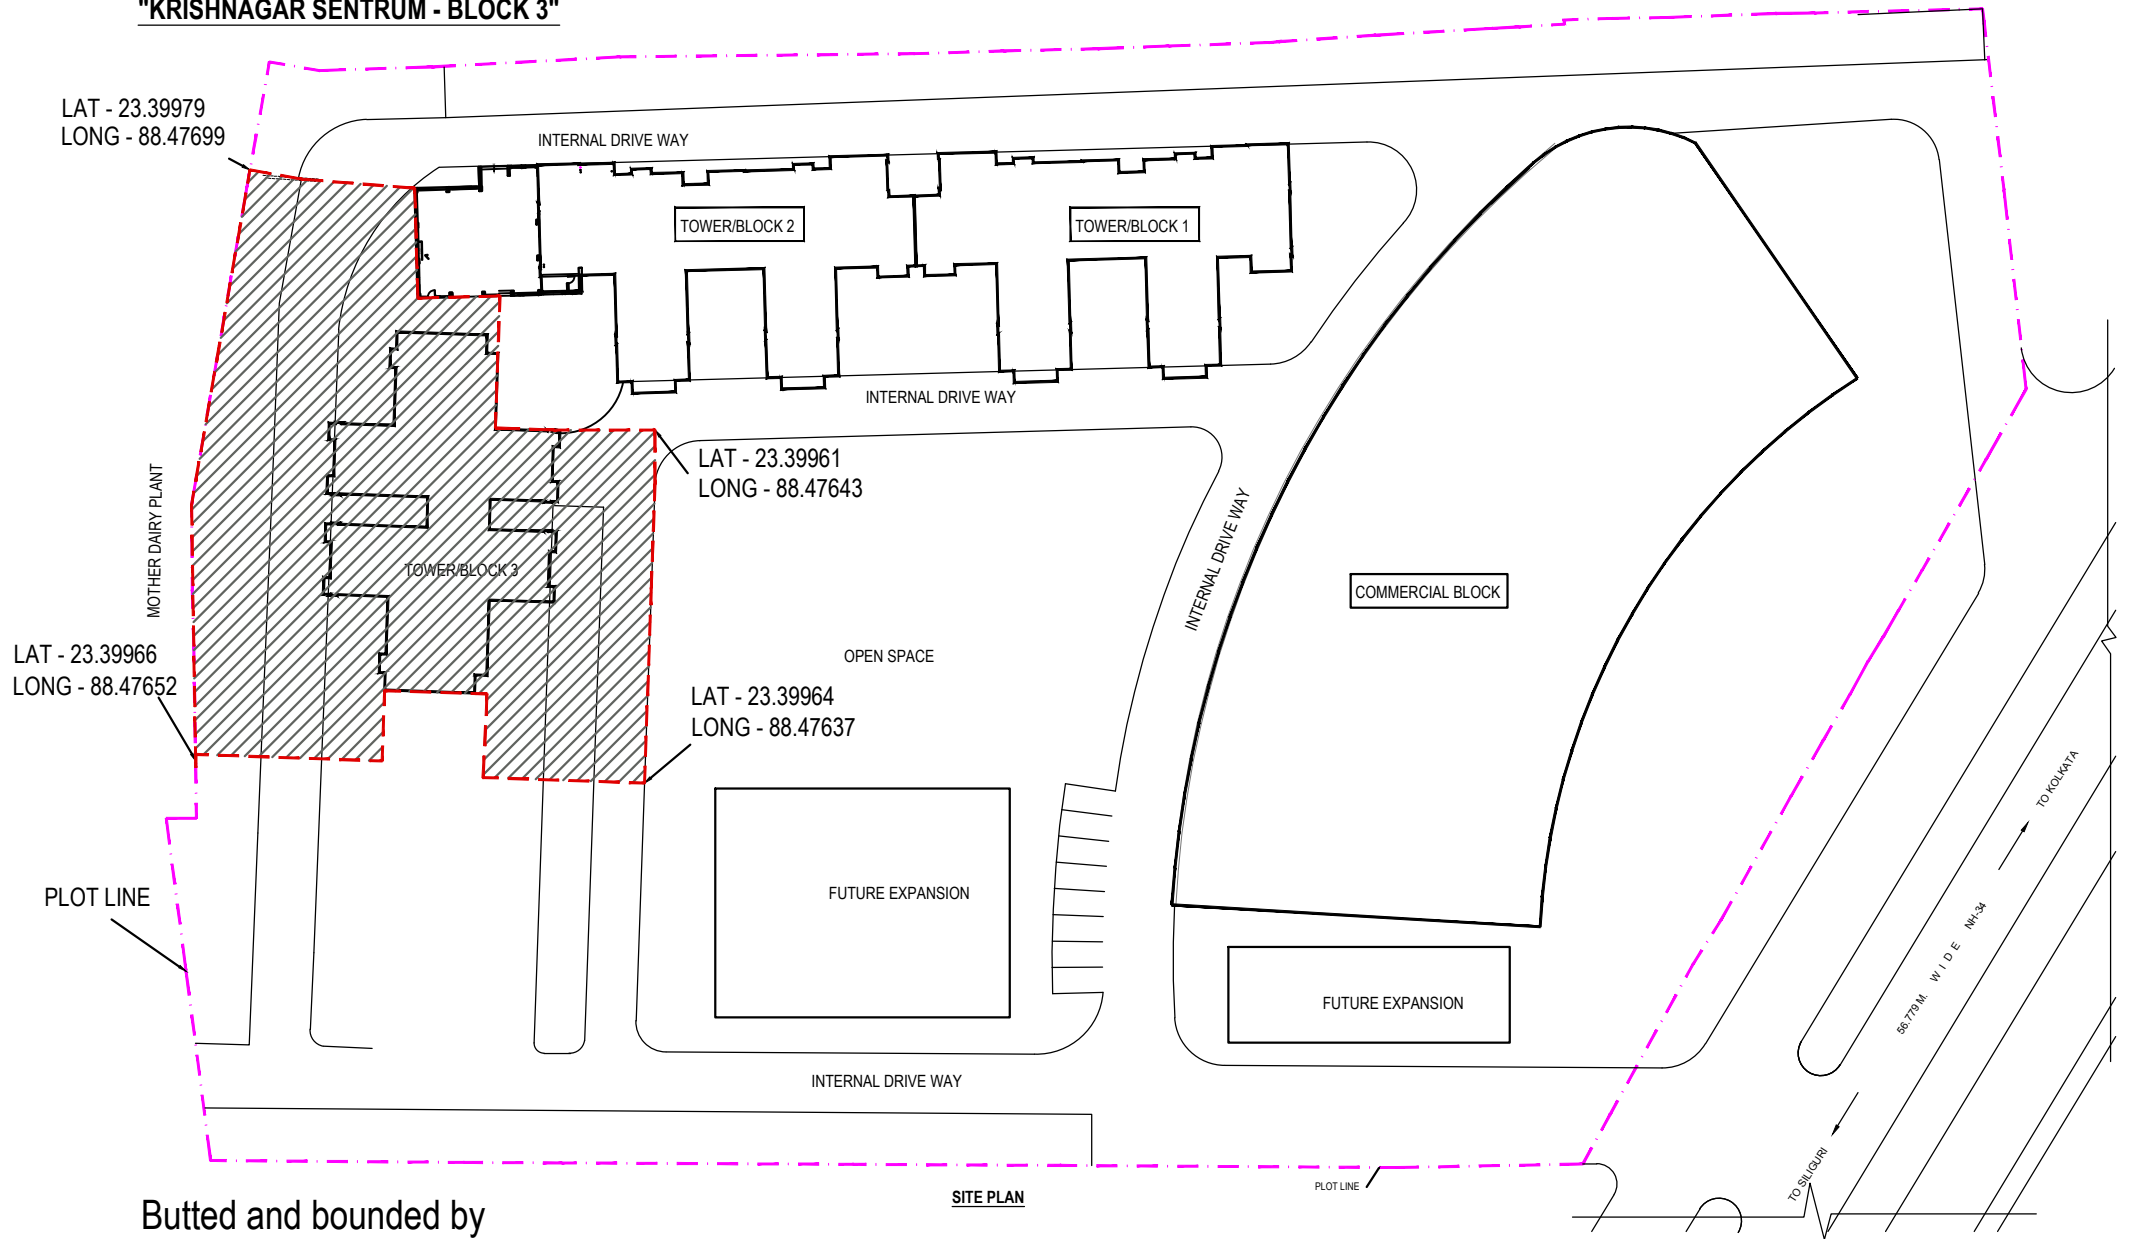 "KRISHNAGAR SENTRUM - BLOCK 3"
LAT - 23.39979
LONG - 88.47699
INTERNAL DRIVE WAY
TOWER/BLOCK 2
TOWER/BLOCK 1
INTERNAL DRIVE WAY
LAT - 23.39961
LONG - 88.47643
MOTHER DAIRY PLANT
INTERNAL DRIVE WAY
TOWER/BLOCK 3
COMMERCIAL BLOCK
LAT - 23.39966
LONG - 88.47652
OPEN SPACE
LAT - 23.39964
LONG - 88.47637
TO KOLKATA
PLOT LINE
FUTURE EXPANSION
56.779 M. WIDE NH-34
FUTURE EXPANSION
INTERNAL DRIVE WAY
TO SILIGURI
PLOT LINE
SITE PLAN
Butted and bounded by